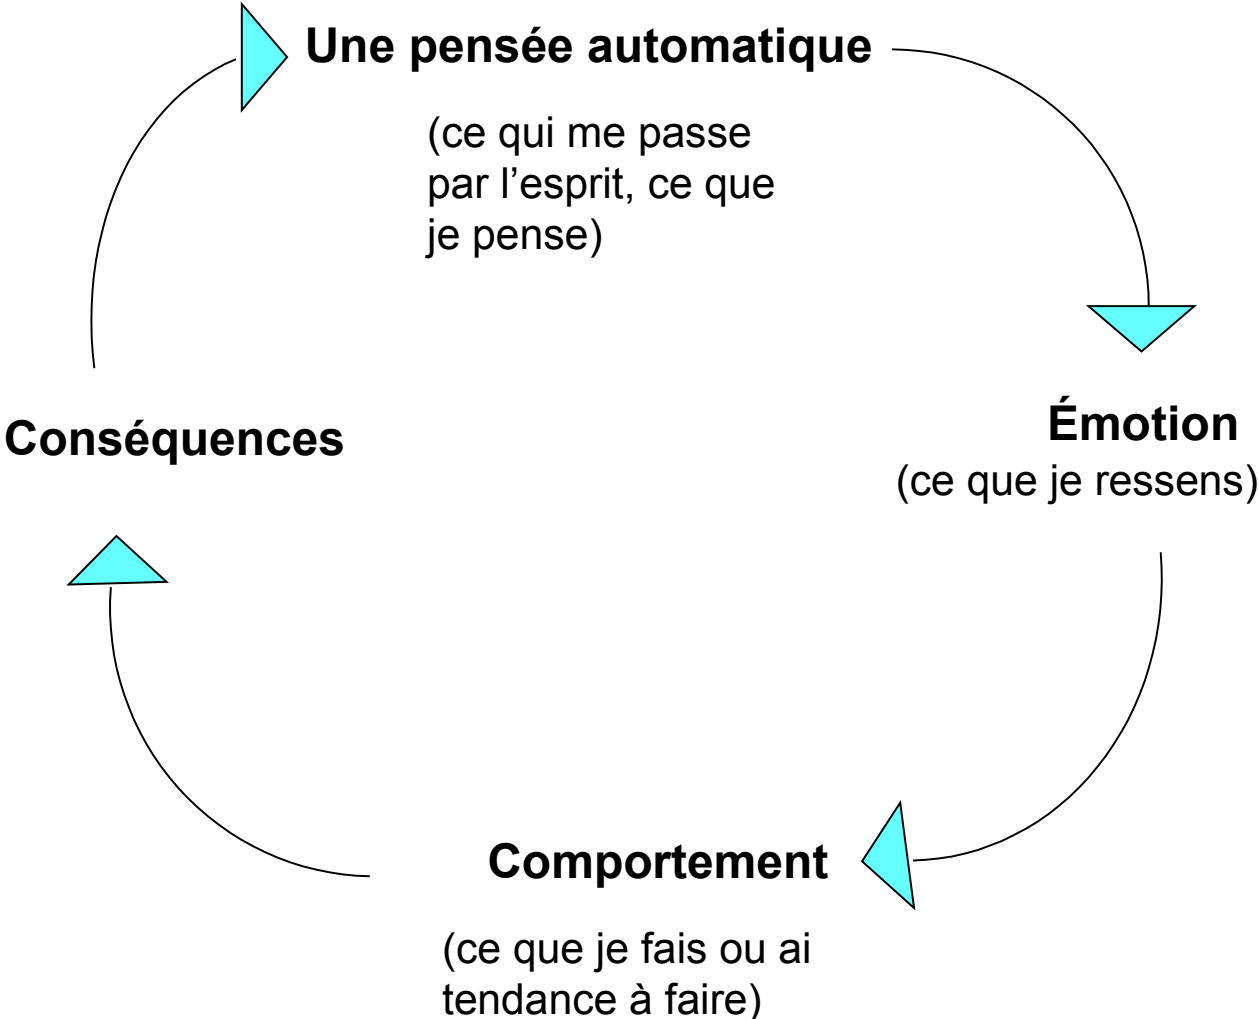 Une pensée automatique
(ce qui me passe
par l’esprit, ce que
je pense)
Émotion
(ce que je ressens)
Comportement
(ce que je fais ou ai
tendance à faire)
Conséquences